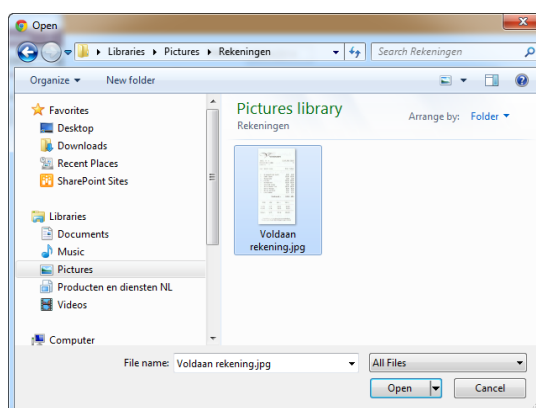 Open
Libraries
Pictures
Rekeningen
Search Rekeningen
Organize
New folder
Favorites
Desktop
Downloads
Recent Places
SharePoint Sites
Libraries
Documents
Music
Pictures
Producten en diensten NL
Videos
Computer
Pictures library
Rekeningen
Arrange by: Folder
Voldaan
rekening.jpg
File name: Voldaan rekening.jpg
All Files
Open
Cancel